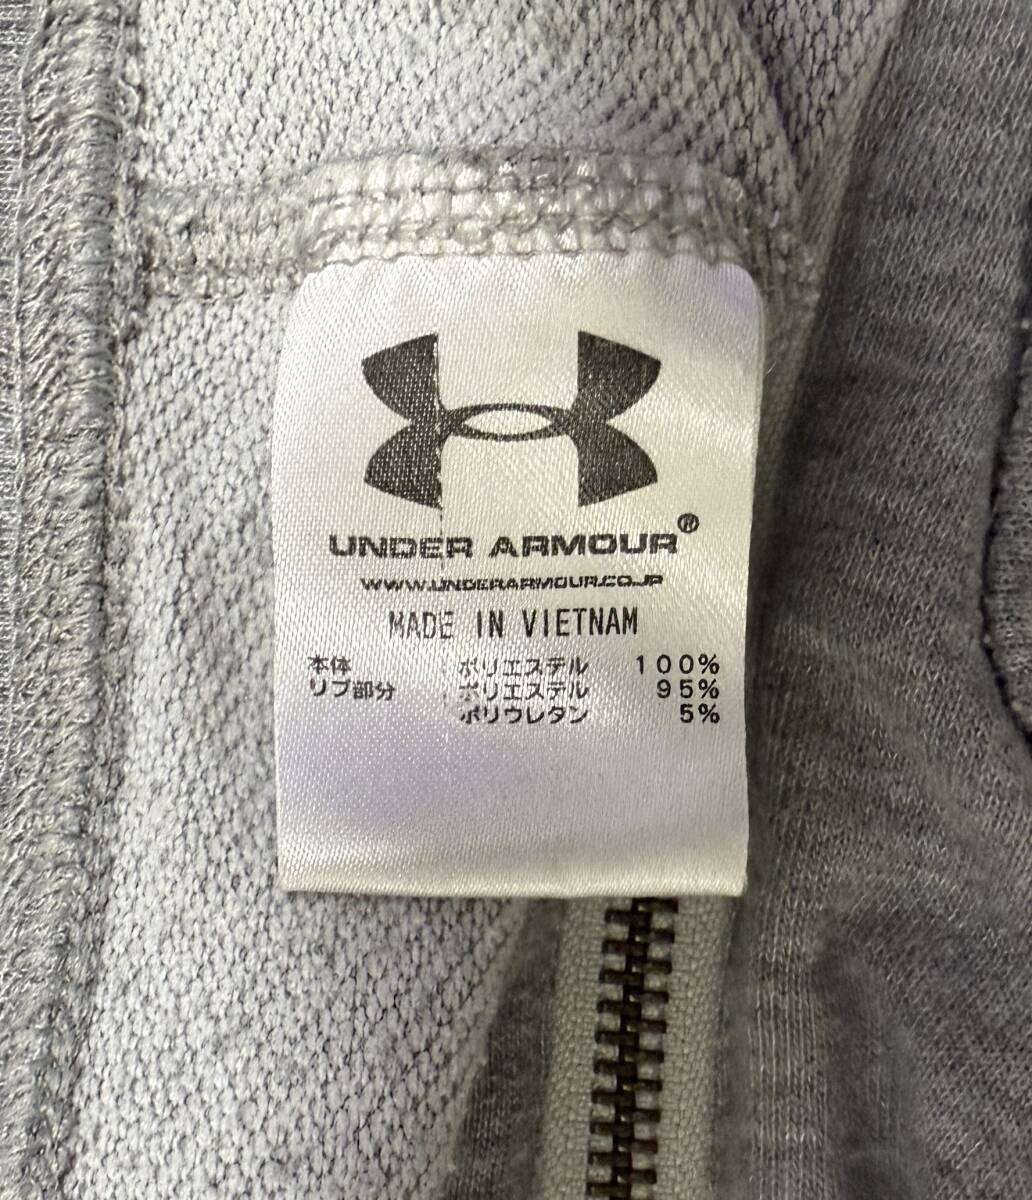 UNDER ARMOUR®
WWW.UNDERARMOUR.CO.JP
MADE IN VIETNAM
本体 ポリエステル 100%
リブ部分 ポリエステル 95%
ポリウレタン 5%